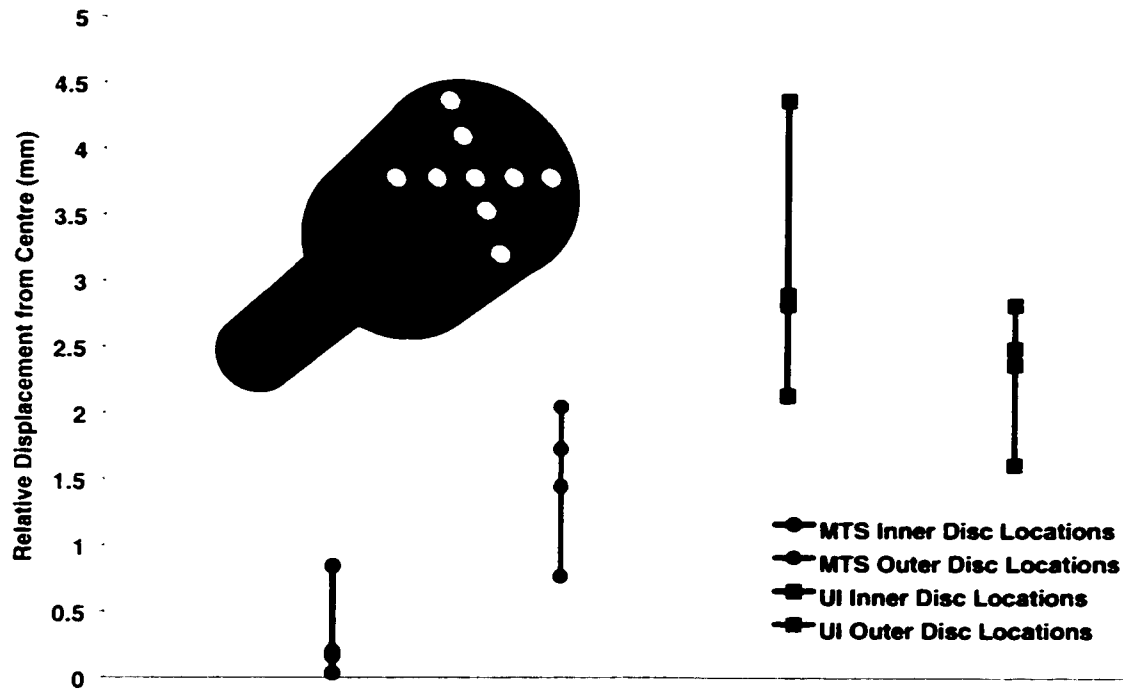 5
4.5
4
3.5
3
2.5
2
1.5
1
0.5
0
Relative Displacement from Centre (mm)
MTS Inner Disc Locations
MTS Outer Disc Locations
UI Inner Disc Locations
UI Outer Disc Locations